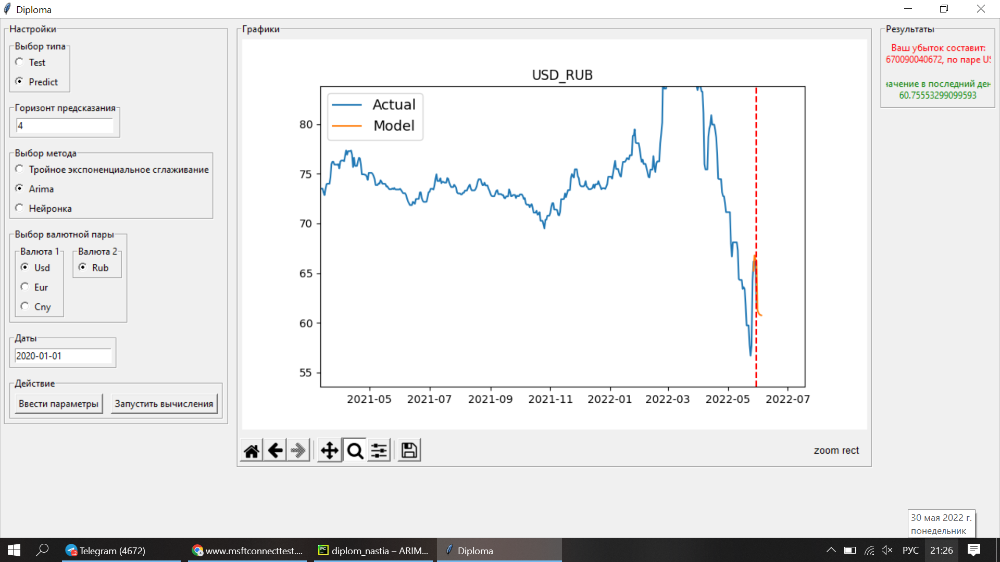 Diploma
Настройки
Выбор типа
Test
Predict
Горизонт предсказания
4
Выбор метода
Тройное экспоненциальное сглаживание
Arima
Нейронка
Выбор валютной пары
Валюта 1
Валюта 2
Usd
Rub
Eur
Cny
Даты
2020-01-01
Действие
Ввести параметры
Запустить вычисления
Графики
USD_RUB
Actual
Model
80
75
70
65
60
55
2021-05 2021-07 2021-09 2021-11 2022-01 2022-03 2022-05 2022-07
zoom rect
Результаты
Ваш убыток составит:
670090040672, по паре US
начение в последний ден
60.75553299099593
30 мая 2022 г.
понедельник
Telegram (4672)
www.msftconnecttest....
diplom_nastia – ARIM...
Diploma
РУС
21:26